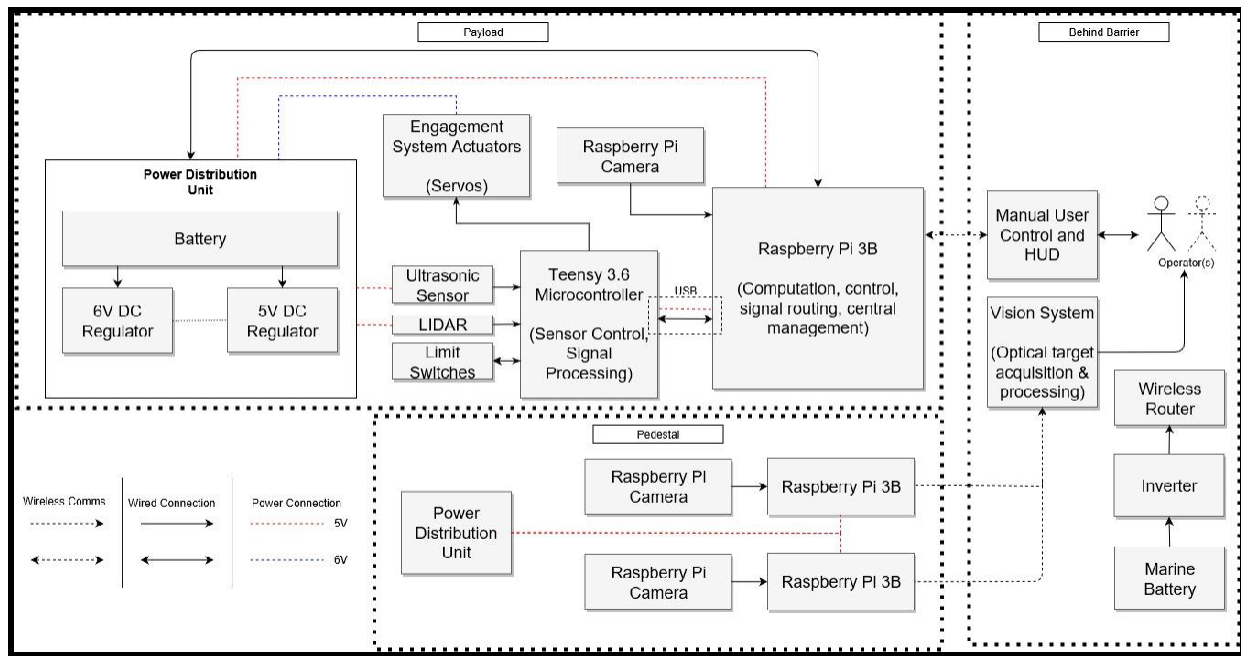 Payload
Behind Barrier
Engagement
System Actuators
(Servos)
Raspberry Pi
Camera
Power Distribution
Unit
Battery
6V DC
Regulator
5V DC
Regulator
Ultrasonic
Sensor
LIDAR
Limit
Switches
Teensy 3.6
Microcontroller
(Sensor Control,
Signal
Processing)
USB
Raspberry Pi 3B
(Computation, control,
signal routing, central
management)
Manual User
Control and
HUD
Operator(s)
Vision System
(Optical target
acquisition &
processing)
Wireless
Router
Inverter
Marine
Battery
Pedestal
Raspberry PI
Camera
Raspberry Pi 3B
Power
Distribution
Unit
Raspberry Pi
Camera
Raspberry PI 3B
Wireless Comms
Wired Connection
Power Connection
5V
6V